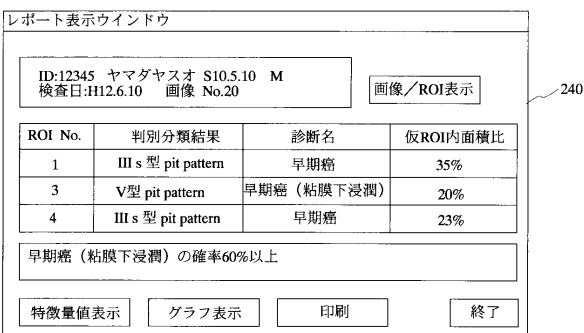 レポート表示ウインドウ
ID:12345 ヤマダヤスオ S10.5.10 M
検査日:H12.6.10 画像 No.20
画像／ROI表示
240
ROI No. 判別分類結果 診断名 仮ROI内面積比
1 III s 型 pit pattern 早期癌 35%
3 V型 pit pattern 早期癌（粘膜下浸潤） 20%
4 III s 型 pit pattern 早期癌 23%
早期癌（粘膜下浸潤）の確率60%以上
特徴量値表示 グラフ表示 印刷 終了